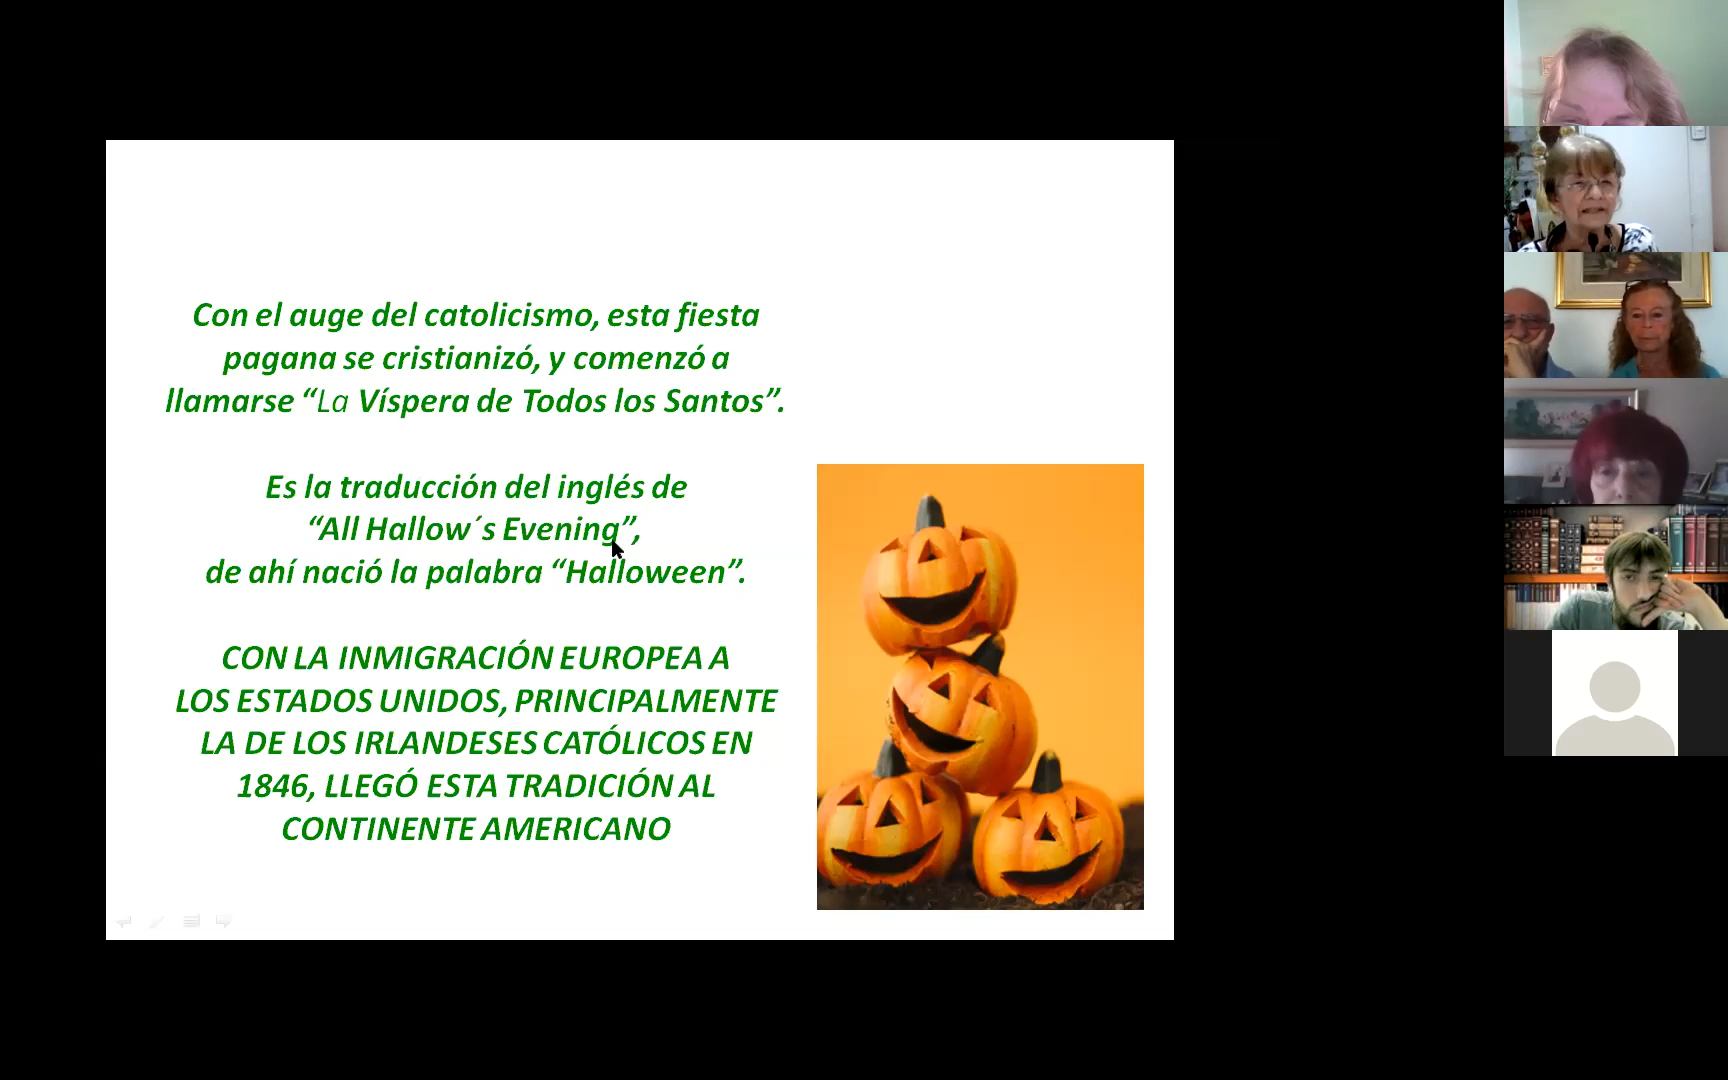 Con el auge del catolicismo, esta fiesta
pagana se cristianizó, y comenzó a
llamarse “La Víspera de Todos los Santos”.
Es la traducción del inglés de
“All Hallow´s Evening”,
de ahí nació la palabra “Halloween”.
CON LA INMIGRACIÓN EUROPEA A
LOS ESTADOS UNIDOS, PRINCIPALMENTE
LA DE LOS IRLANDESES CATÓLICOS EN
1846, LLEGÓ ESTA TRADICIÓN AL
CONTINENTE AMERICANO